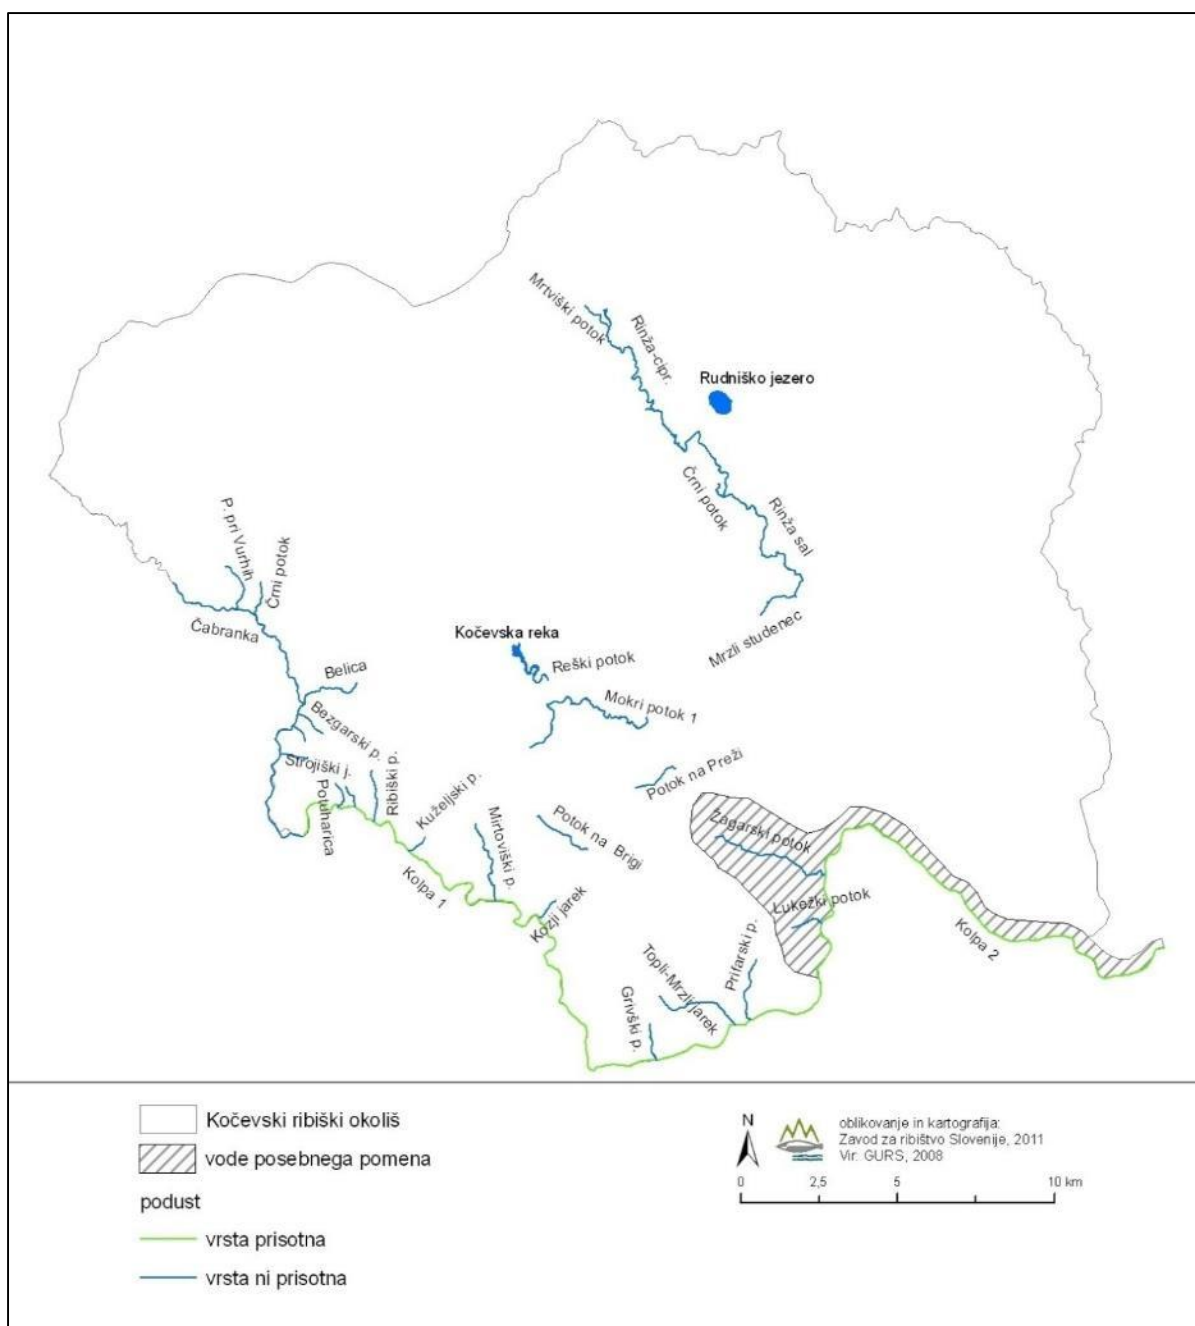 Mrtviški potok
Rinža-cipr.
Rudniško jezero
Črni potok
Rinža sal
Mrzli studenec
P. pri Vurhih
Črni potok
Čabranka
Kočevska reka
Reški potok
Belica
Mokri potok 1
Bezgarski p.
Strojiški j.
Potuharica
Ribiški p.
Kuželjski p.
Potok na Preži
Mirtoviški p.
Potok na Brigi
Žagarski potok
Kolpa 1
Kozji jarek
Lukežki potok
Kolpa 2
Prifarski p.
Topli-Mrzli jarek
Grivški p.
Kočevski ribiški okoliš
vode posebnega pomena
podust
vrsta prisotna
vrsta ni prisotna
N
oblikovanje in kartografija:
Zavod za ribištvo Slovenije, 2011
Vir: GURS, 2008
0 2,5 5 10 km